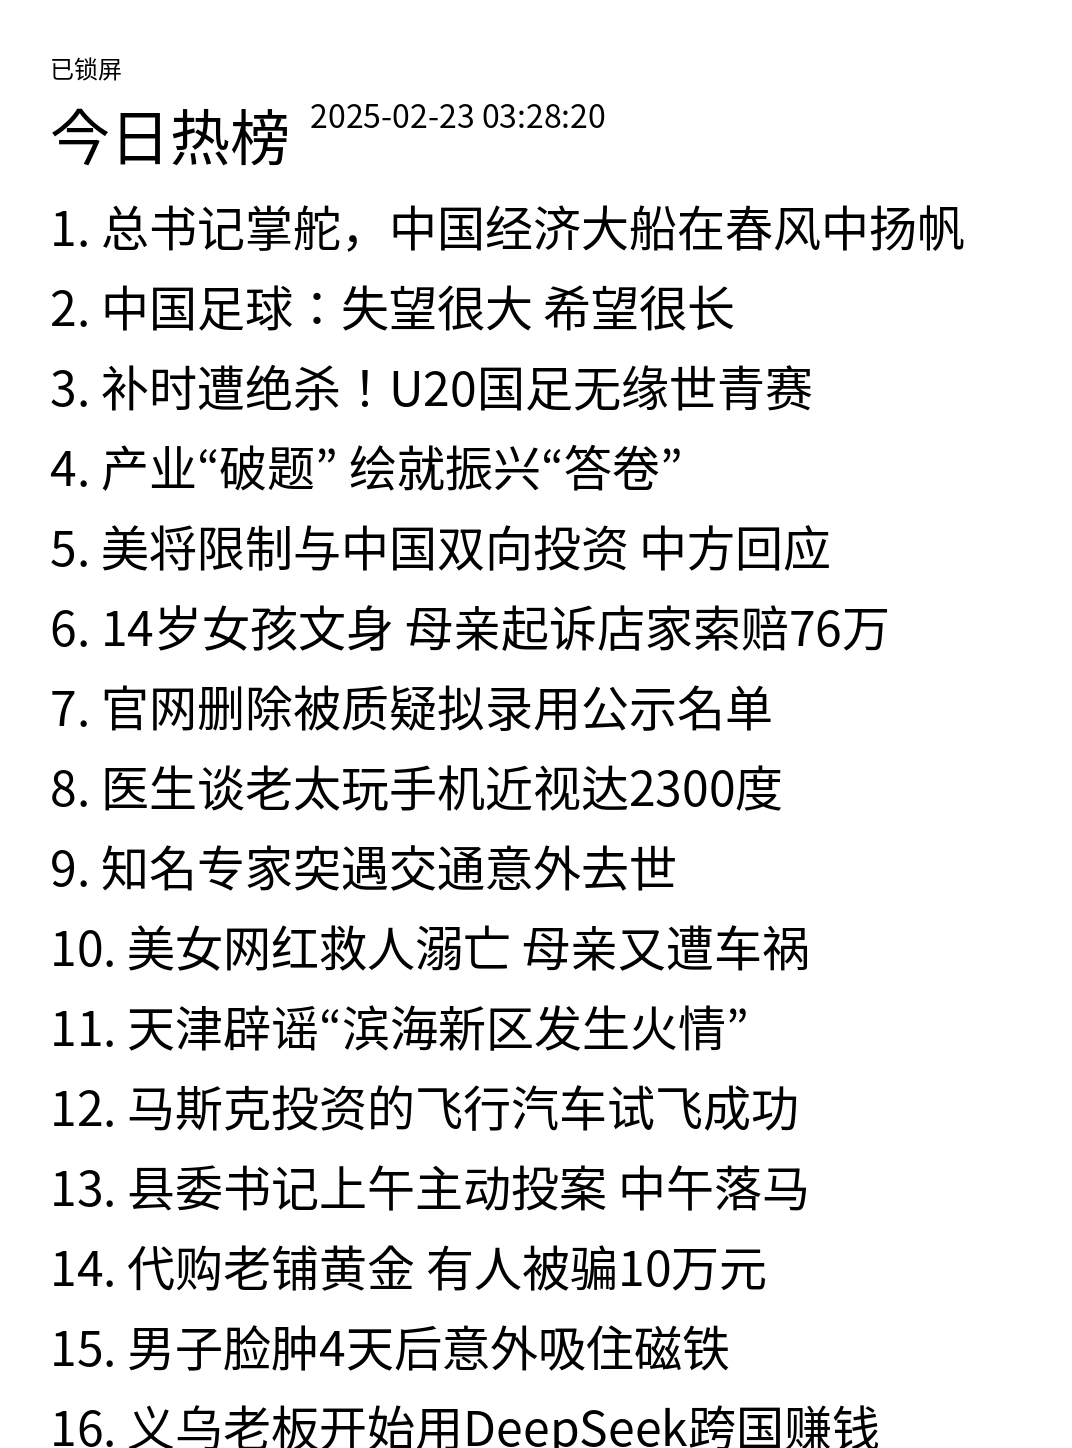 已锁屏
今日热榜 2025-02-23 03:28:20
1. 总书记掌舵，中国经济大船在春风中扬帆
2. 中国足球：失望很大 希望很长
3. 补时遭绝杀！U20国足无缘世青赛
4. 产业“破题” 绘就振兴“答卷”
5. 美将限制与中国双向投资 中方回应
6. 14岁女孩文身 母亲起诉店家索赔76万
7. 官网删除被质疑拟录用公示名单
8. 医生谈老太玩手机近视达2300度
9. 知名专家突遇交通意外去世
10. 美女网红救人溺亡 母亲又遭车祸
11. 天津辟谣“滨海新区发生火情”
12. 马斯克投资的飞行汽车试飞成功
13. 县委书记上午主动投案 中午落马
14. 代购老铺黄金 有人被骗10万元
15. 男子脸肿4天后意外吸住磁铁
16. 义乌老板开始用DeepSeek跨国赚钱